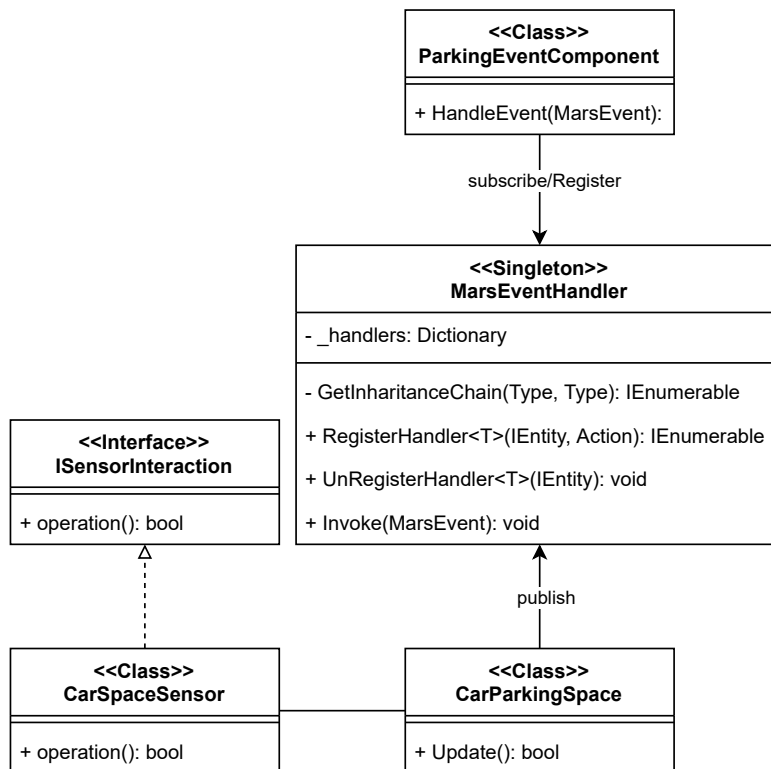 <<Class>>
ParkingEventComponent
+ HandleEvent(MarsEvent):
subscribe/Register
<<Singleton>>
MarsEventHandler
- _handlers: Dictionary
- GetInharitanceChain(Type, Type): IEnumerable
+ RegisterHandler<T>(IEntity, Action): IEnumerable
+ UnRegisterHandler<T>(IEntity): void
+ Invoke(MarsEvent): void
<<Interface>>
ISensorInteraction
+ operation(): bool
publish
<<Class>>
CarSpaceSensor
+ operation(): bool
<<Class>>
CarParkingSpace
+ Update(): bool